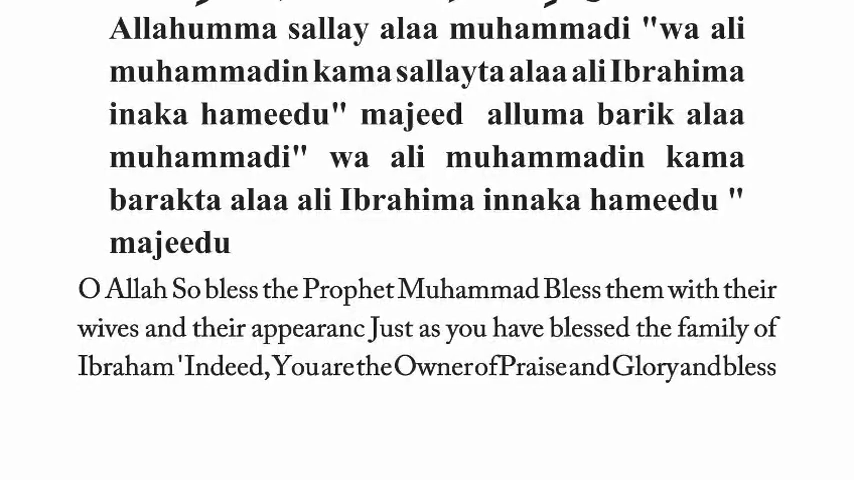 Allahumma sallay alaa muhammadi "wa ali
muhammadin kama sallayta alaa ali Ibrahima
inaka hameedu" majeed alluma barik alaa
muhammadi" wa ali muhammadin kama
barakta alaa ali Ibrahima innaka hameedu "
majeedu
O Allah So bless the Prophet Muhammad Bless them with their
wives and their appearanc Just as you have blessed the family of
Ibraham 'Indeed, You are the Owner of Praise and Glory and bless